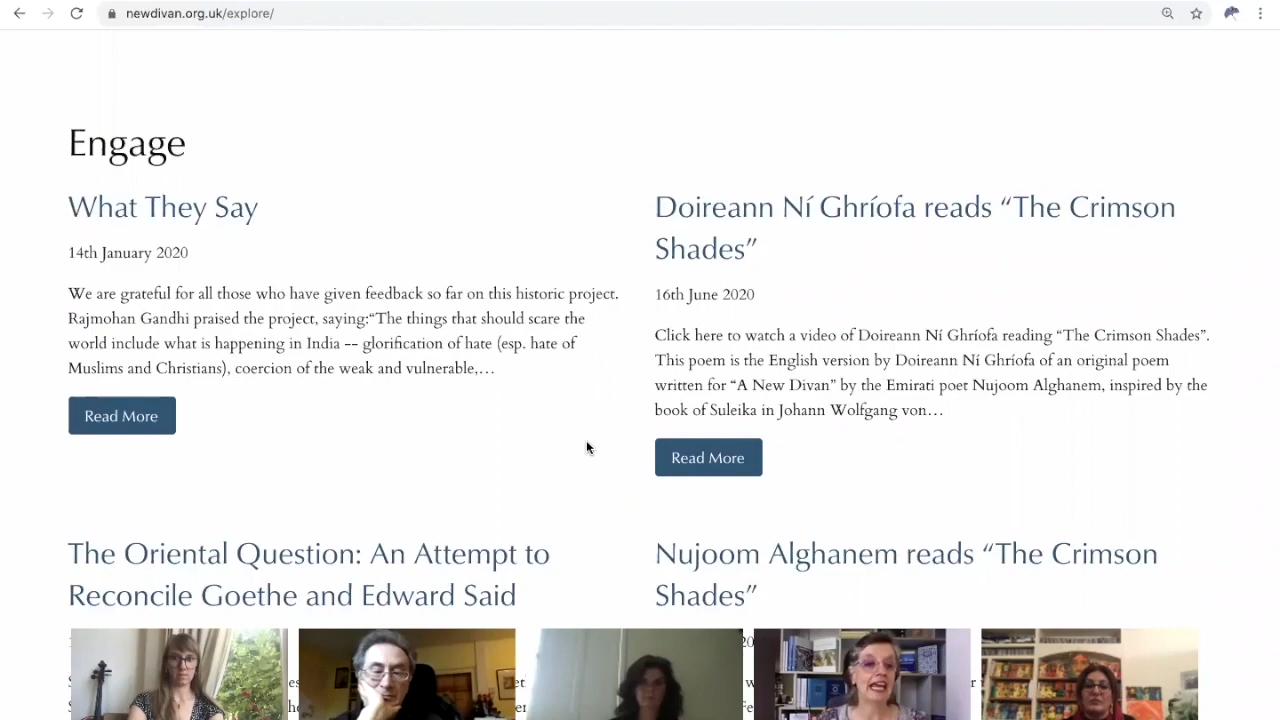 newdivan.org.uk/explore/
Engage
What They Say
14th January 2020
We are grateful for all those who have given feedback so far on this historic project.
Rajmohan Gandhi praised the project, saying:“The things that should scare the
world include what is happening in India -- glorification of hate (esp. hate of
Muslims and Christians), coercion of the weak and vulnerable,…
Read More
Doireann Ní Ghríofa reads “The Crimson
Shades”
16th June 2020
Click here to watch a video of Doireann Ní Ghríofa reading “The Crimson Shades”.
This poem is the English version by Doireann Ní Ghríofa of an original poem
written for “A New Divan” by the Emirati poet Nujoom Alghanem, inspired by the
book of Suleika in Johann Wolfgang von…
Read More
The Oriental Question: An Attempt to
Reconcile Goethe and Edward Said
Nujoom Alghanem reads “The Crimson
Shades”